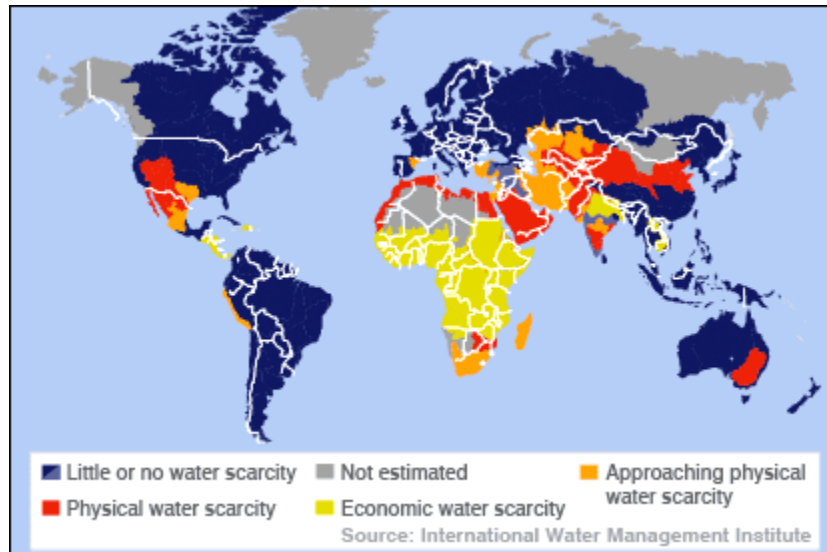 Little or no water scarcity
Not estimated
Approaching physical
water scarcity
Physical water scarcity
Economic water scarcity
Source: International Water Management Institute